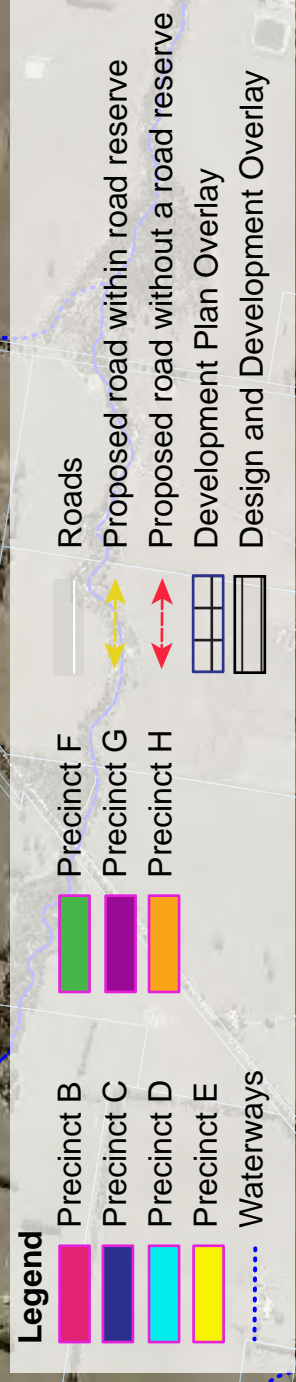 Legend
Precinct B
Precinct C
Precinct D
Precinct E
Waterways
Precinct F
Precinct G
Precinct H
Roads
Proposed road within road reserve
Proposed road without a road reserve
Development Plan Overlay
Design and Development Overlay